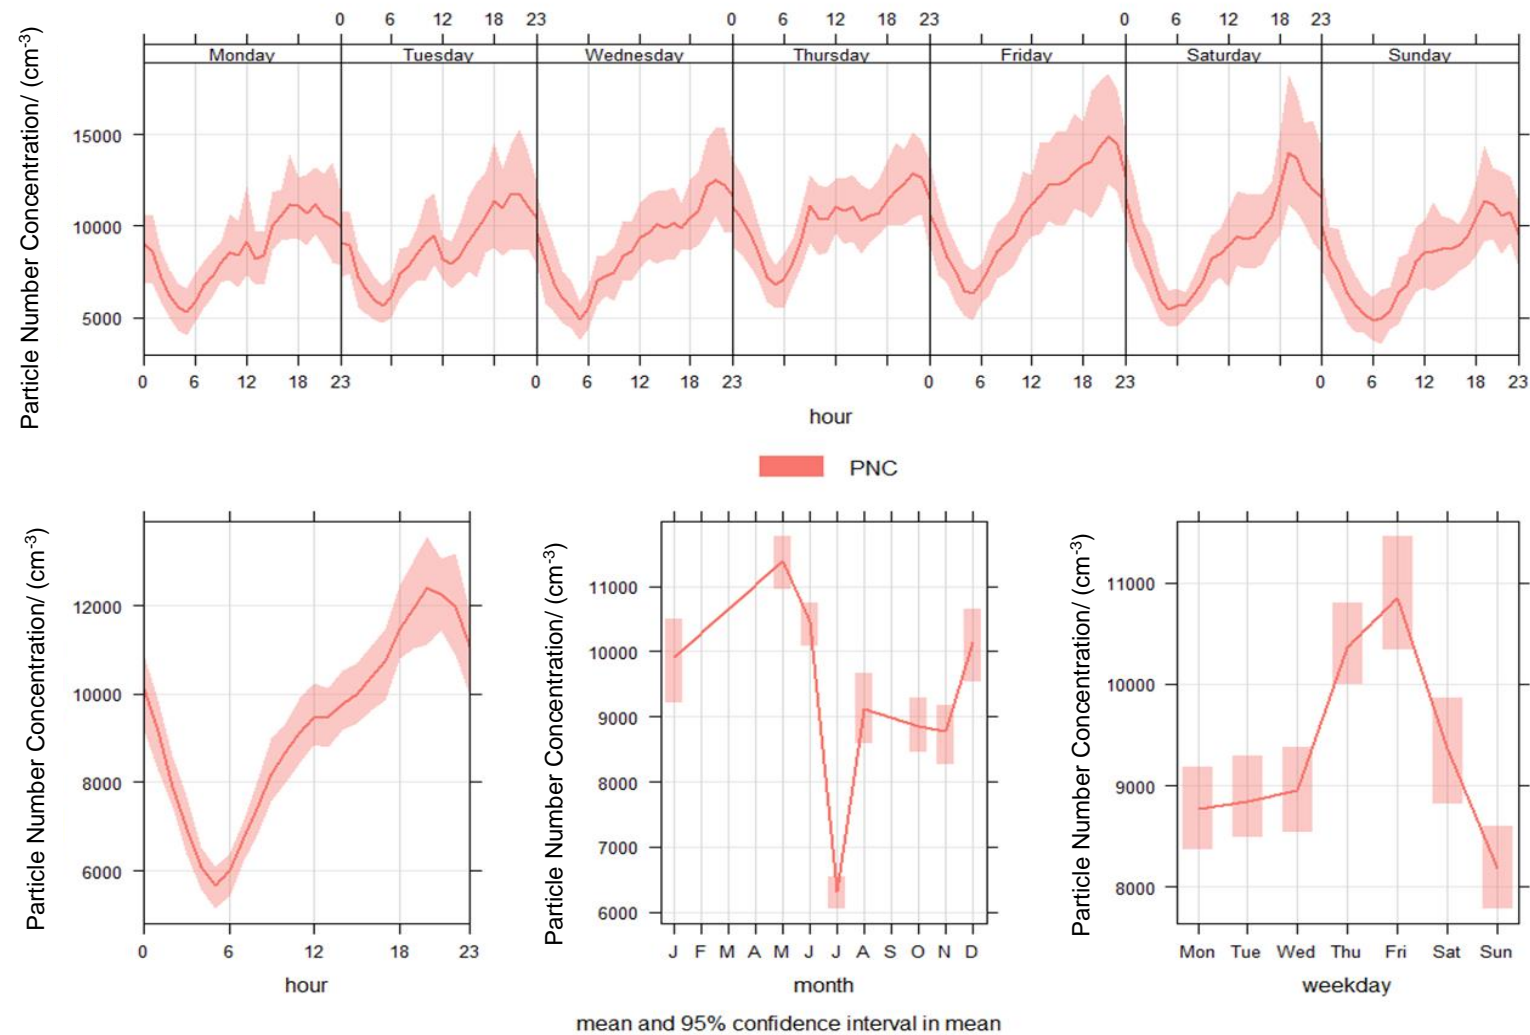 0 6 12 18 23 0 6 12 18 23 0 6 12 18 23
Monday Tuesday Wednesday Thursday Friday Saturday Sunday
Particle Number Concentration/ (cm-3)
15000
10000
5000
0 6 12 18 23 0 6 12 18 23 0 6 12 18 23 0 6 12 18 23
hour
PNC
Particle Number Concentration/ (cm-3)
12000
10000
8000
6000
0 6 12 18 23
hour
Particle Number Concentration/ (cm-3)
11000
10000
9000
8000
7000
6000
J F M A M J J A S O N D
month
Particle Number Concentration/ (cm-3)
11000
10000
9000
8000
Mon Tue Wed Thu Fri Sat Sun
weekday
mean and 95% confidence interval in mean